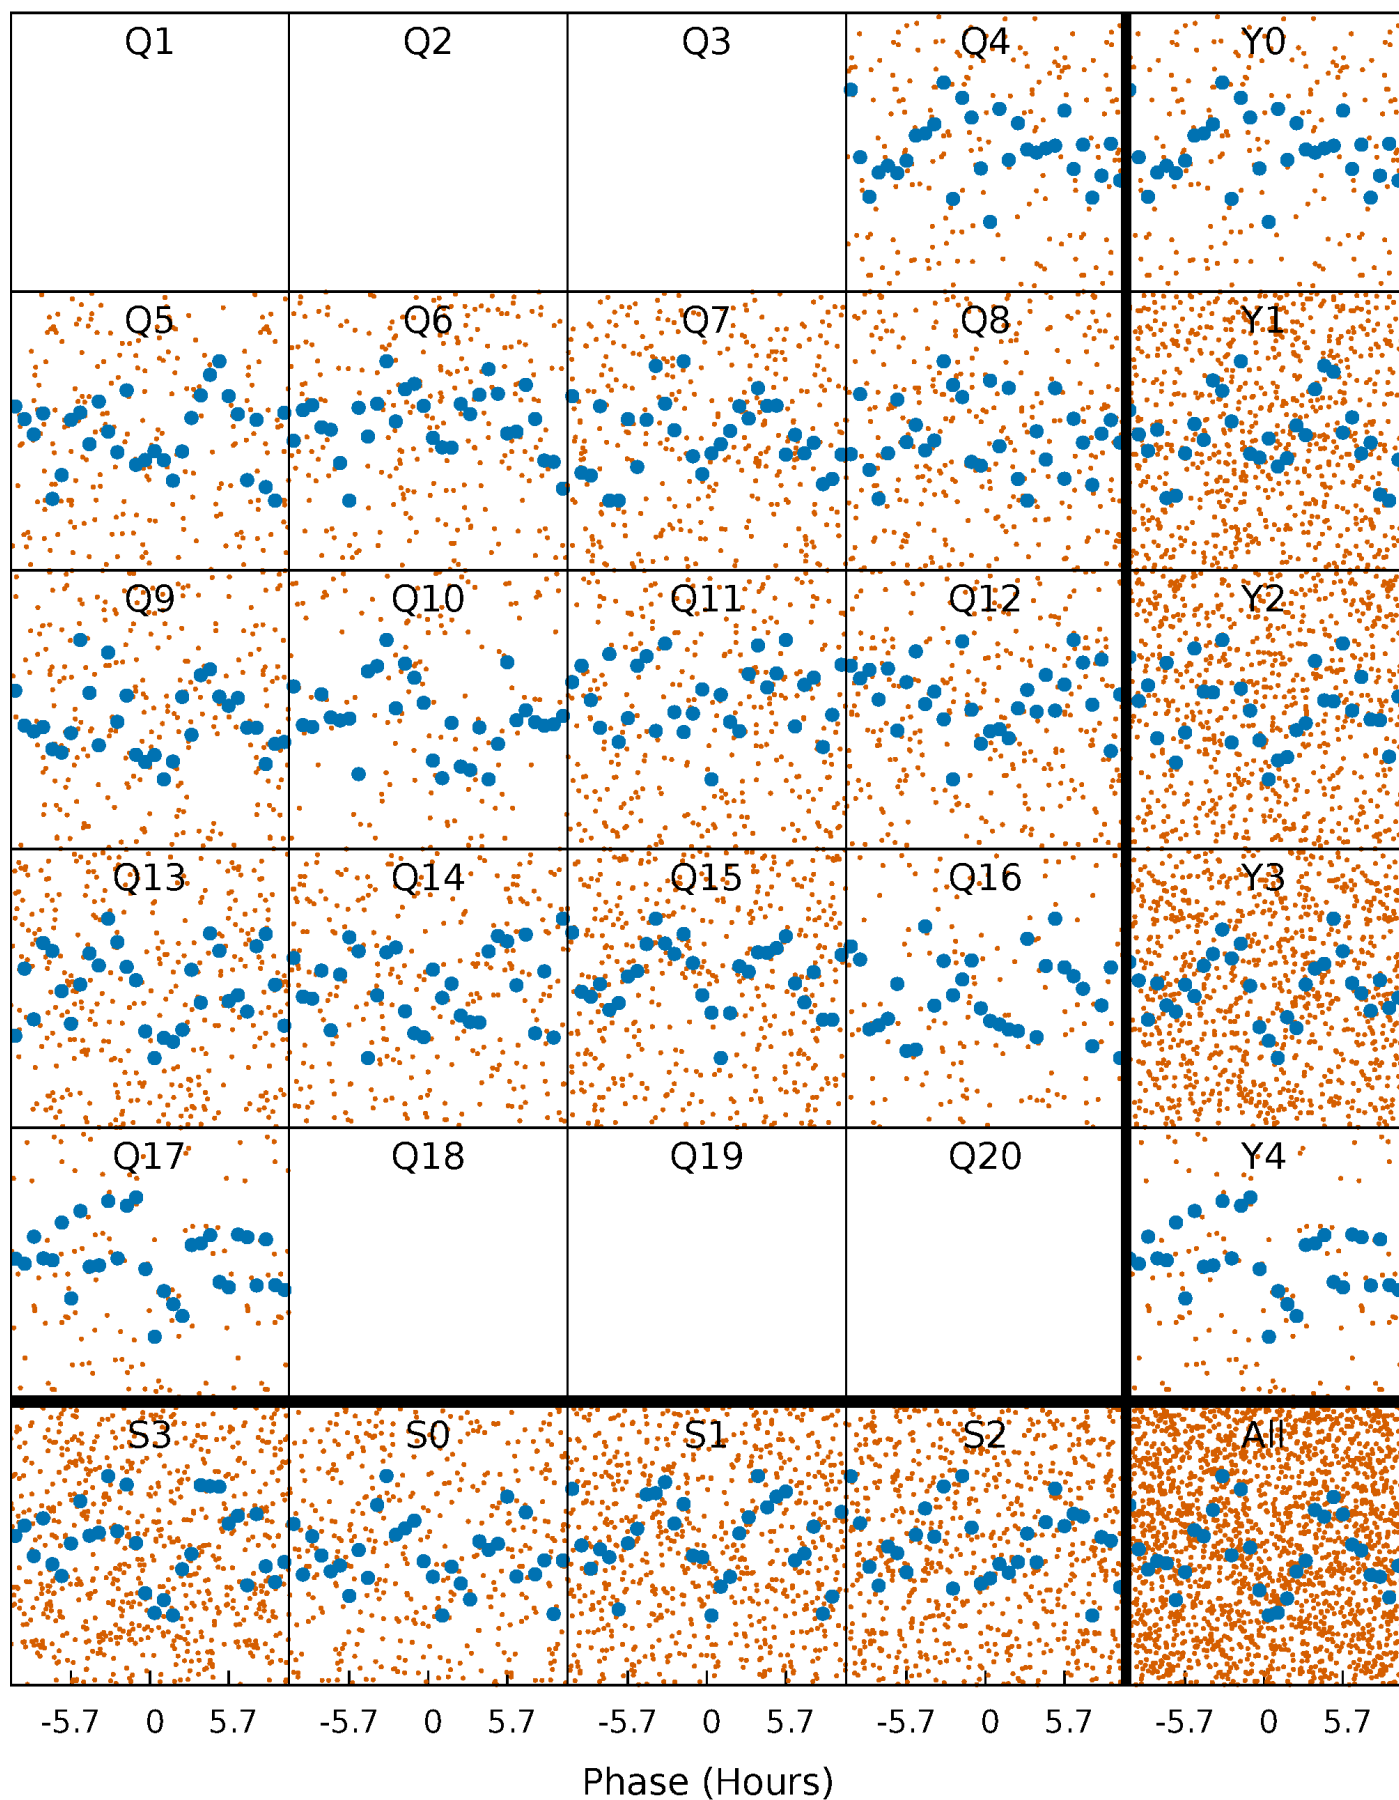 Q1 Q2 Q3 Q4 Y0
Q5 Q6 Q7 Q8 Y1
Q9 Q10 Q11 Q12 Y2
Q13 Q14 Q15 Q16 Y3
Q17 Q18 Q19 Q20 Y4
S3 S0 S1 S2 All
-5.7 0 5.7 -5.7 0 5.7 -5.7 0 5.7 -5.7 0 5.7 -5.7 0 5.7
Phase (Hours)